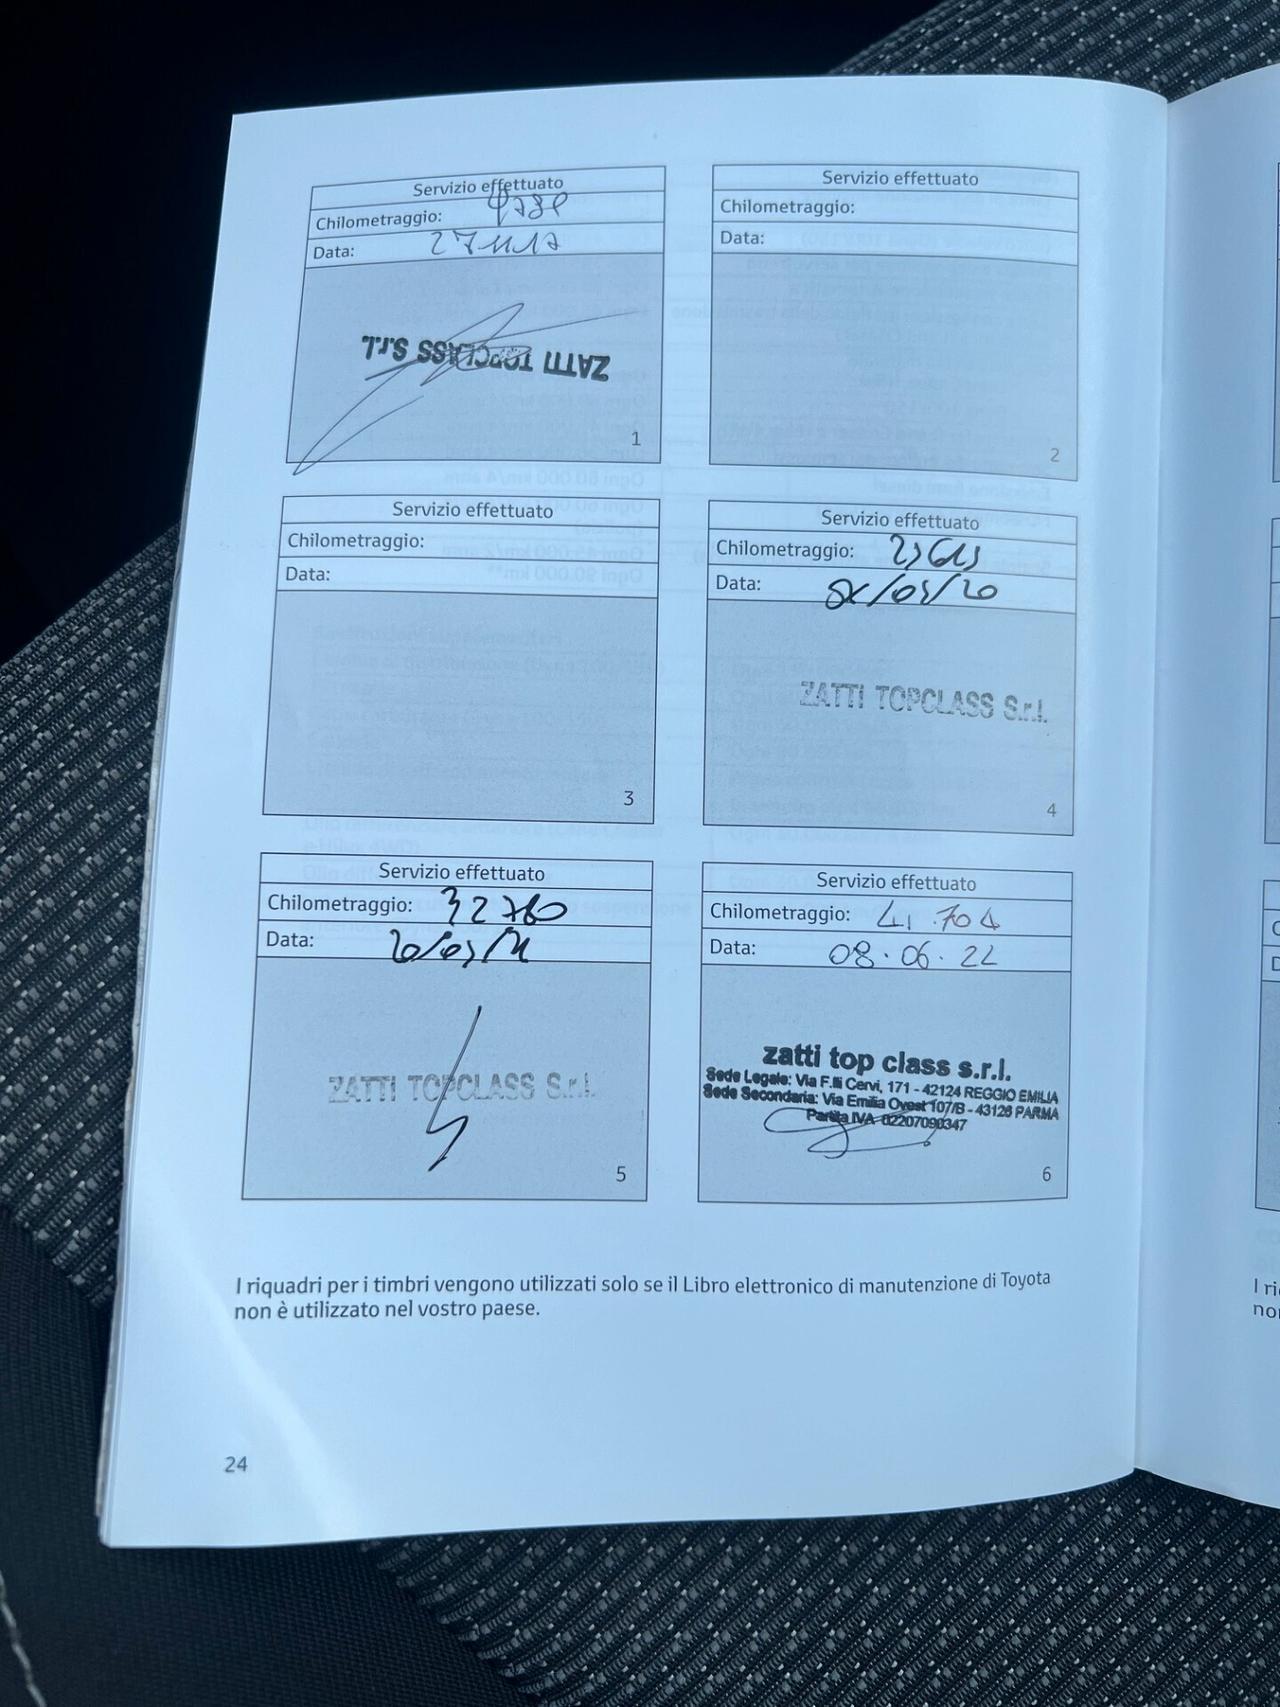 Servizio effettuato
Chilometraggio:
Data: 27.11.17
ZATTI TOPCLASS S.r.l.
1
Servizio effettuato
Chilometraggio:
Data:
2
Servizio effettuato
Chilometraggio:
Data:
3
Servizio effettuato
Chilometraggio:
Data:
ZATTI TOPCLASS S.r.l.
4
Servizio effettuato
Chilometraggio: 32760
Data:
ZATTI TOPCLASS S.r.l.
5
Servizio effettuato
Chilometraggio: 41.704
Data: 08.06.22
zatti top class s.r.l.
Sede Legale: Via F.lli Cervi, 171 - 42124 REGGIO EMILIA
Sede Secondaria: Via Emilia Ovest 107/B - 43126 PARMA
Partita IVA 02207090347
6
I riquadri per i timbri vengono utilizzati solo se il Libro elettronico di manutenzione di Toyota
non è utilizzato nel vostro paese.
24